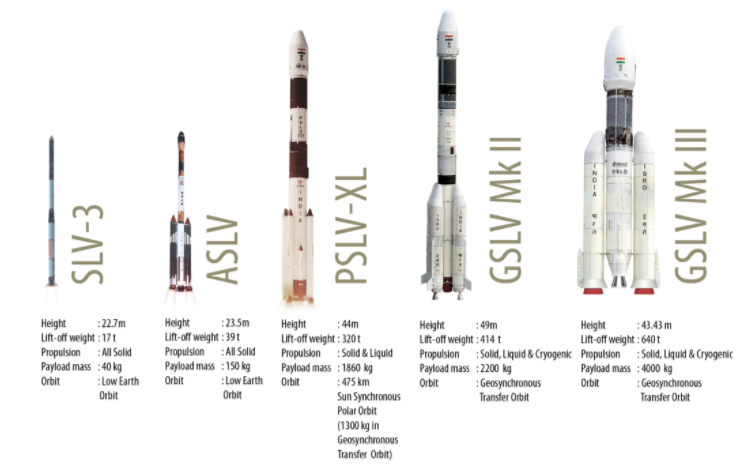 SLV-3
ASLV
PSLV-XL
GSLV Mk II
GSLV Mk III
INDIA
INDIA
ISRO
Height : 22.7m
Lift-off weight : 17 t
Propulsion : All Solid
Payload mass : 40 kg
Orbit : Low Earth
Orbit
Height : 23.5m
Lift-off weight : 39 t
Propulsion : All Solid
Payload mass : 150 kg
Orbit : Low Earth
Orbit
Height : 44m
Lift-off weight : 320 t
Propulsion : Solid & Liquid
Payload mass : 1860 kg
Orbit : 475 km
Sun Synchronous
Polar Orbit
(1300 kg in
Geosynchronous
Transfer Orbit)
Height : 49m
Lift-off weight : 414 t
Propulsion : Solid, Liquid & Cryogenic
Payload mass : 2200 kg
Orbit : Geosynchronous
Transfer Orbit
Height : 43.43 m
Lift-off weight : 640 t
Propulsion : Solid, Liquid & Cryogenic
Payload mass : 4000 kg
Orbit : Geosynchronous
Transfer Orbit